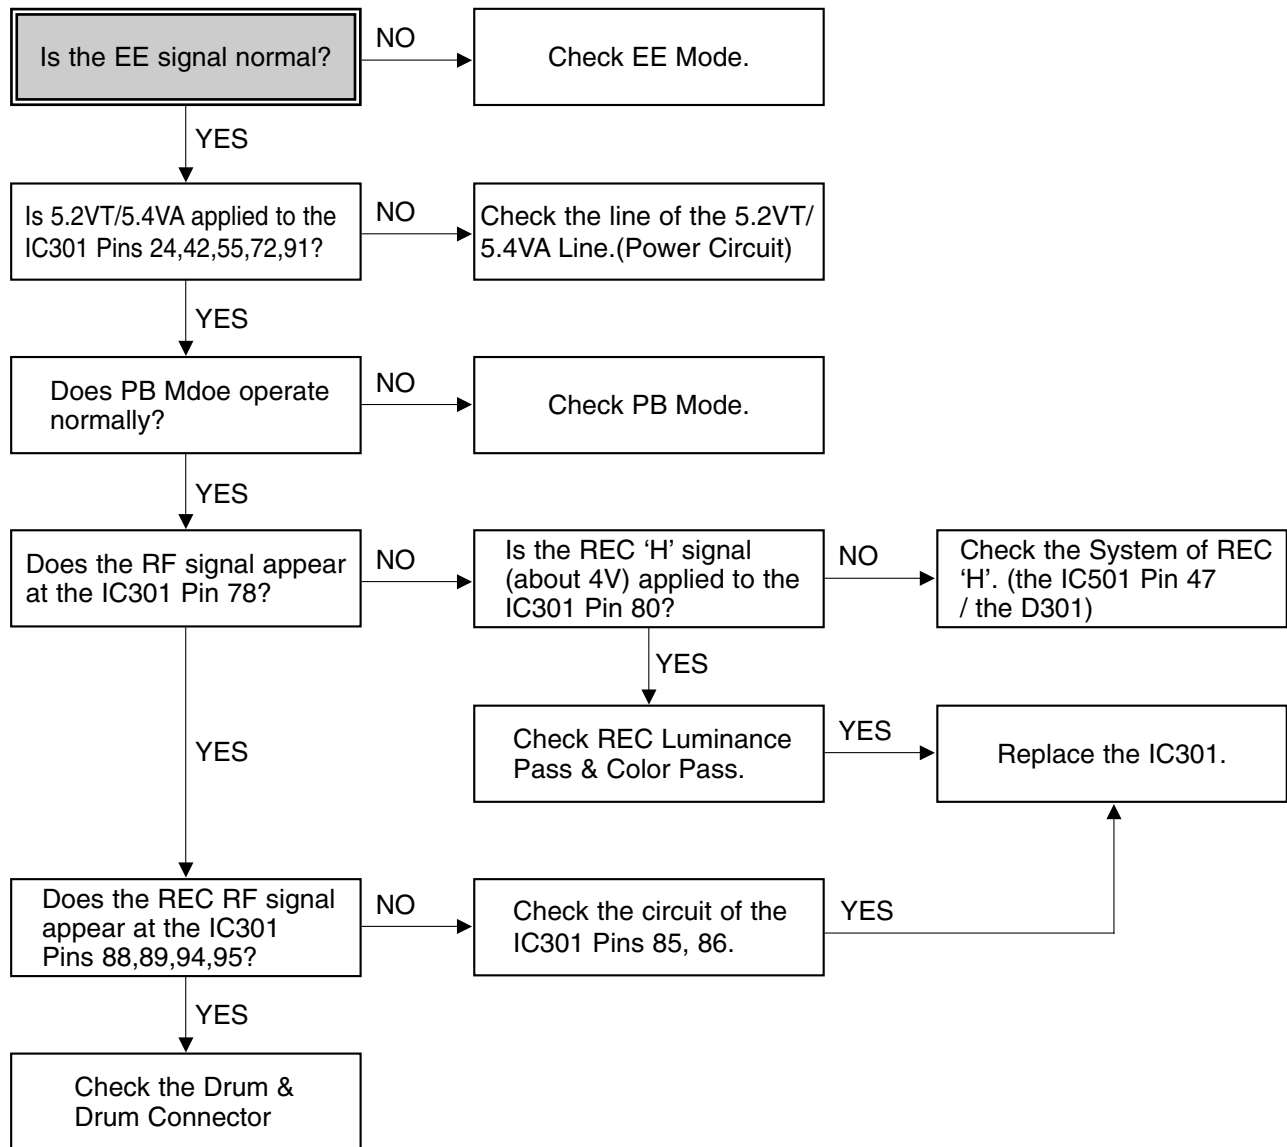 Is the EE signal normal?
NO
Check EE Mode.
YES
Is 5.2VT/5.4VA applied to the
IC301 Pins 24,42,55,72,91?
NO
Check the line of the 5.2VT/
5.4VA Line.(Power Circuit)
YES
Does PB Mdoe operate
normally?
NO
Check PB Mode.
YES
Does the RF signal appear
at the IC301 Pin 78?
NO
Is the REC ‘H’ signal
(about 4V) applied to the
IC301 Pin 80?
NO
Check the System of REC
‘H’. (the IC501 Pin 47
/ the D301)
YES
Check REC Luminance
Pass & Color Pass.
YES
Replace the IC301.
YES
Does the REC RF signal
appear at the IC301
Pins 88,89,94,95?
NO
Check the circuit of the
IC301 Pins 85, 86.
YES
YES
Check the Drum &
Drum Connector